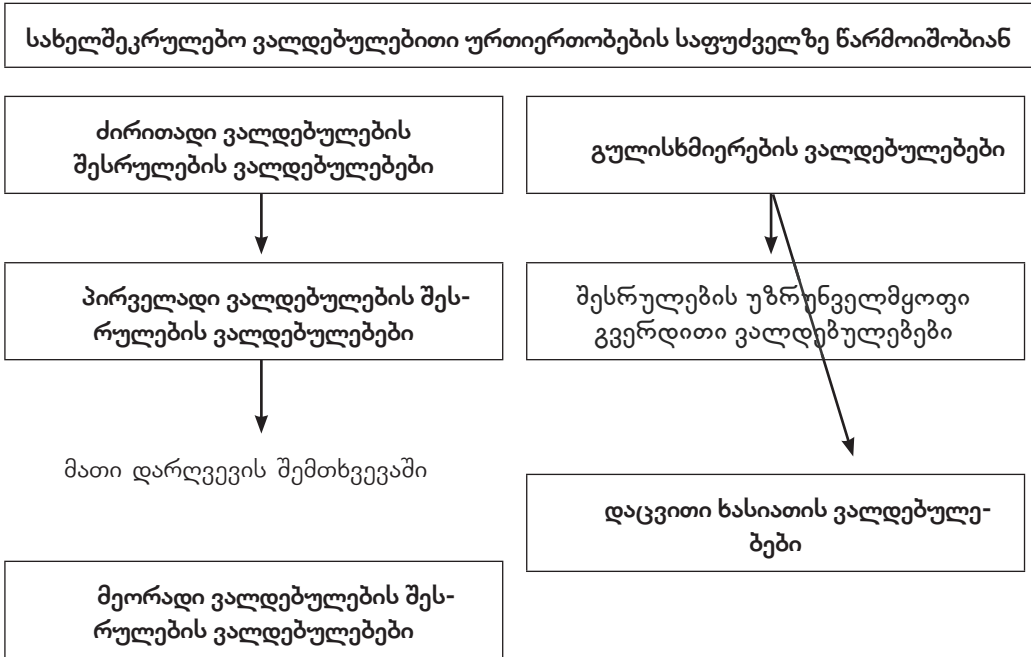 სახელშეკრულებო ვალდებულებითი ურთიერთობების საფუძველზე წარმოიშობიან
ძირითადი ვალდებულების
შესრულების ვალდებულებები
გულისხმიერების ვალდებულებები
პირველადი ვალდებულების შეს-
რულების ვალდებულებები
შესრულების უზრუნველმყოფი
გვერდითი ვალდებულებები
მათი დარღვევის შემთხვევაში
დაცვითი ხასიათის ვალდებულე-
ბები
მეორადი ვალდებულების შეს-
რულების ვალდებულებები